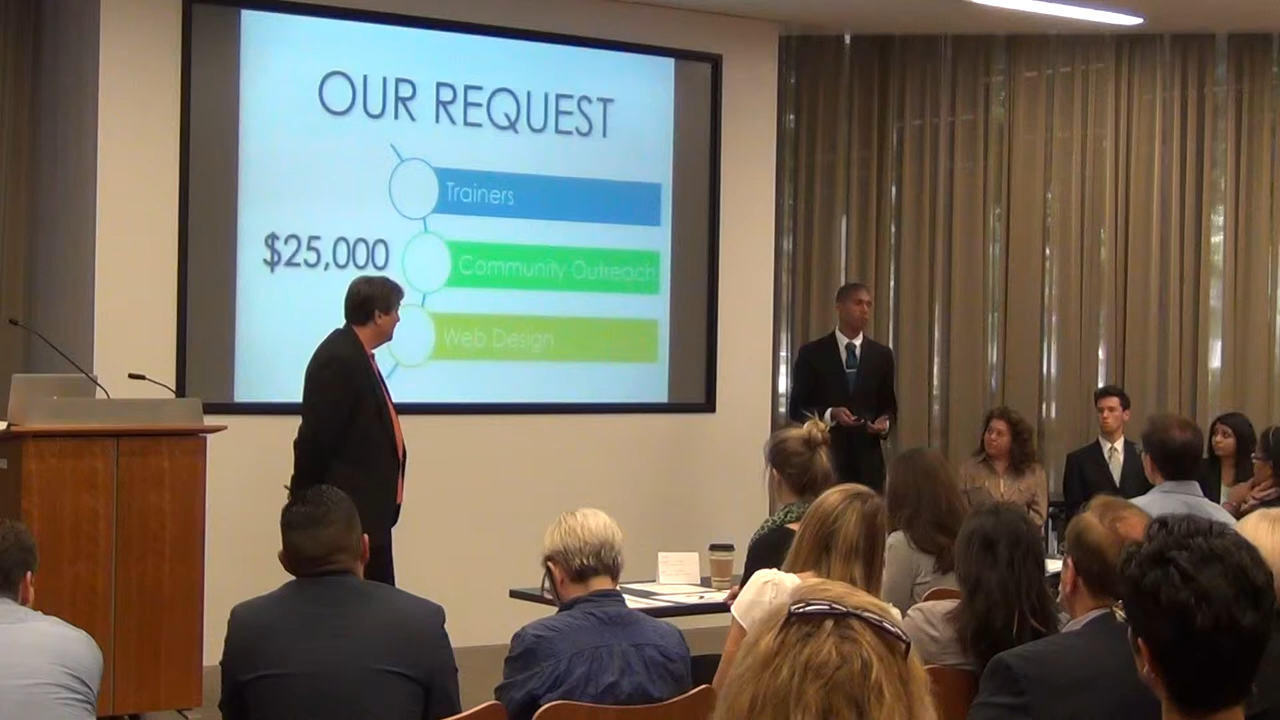 OUR REQUEST
Trainers
$25,000
Community Outreach
Web Design